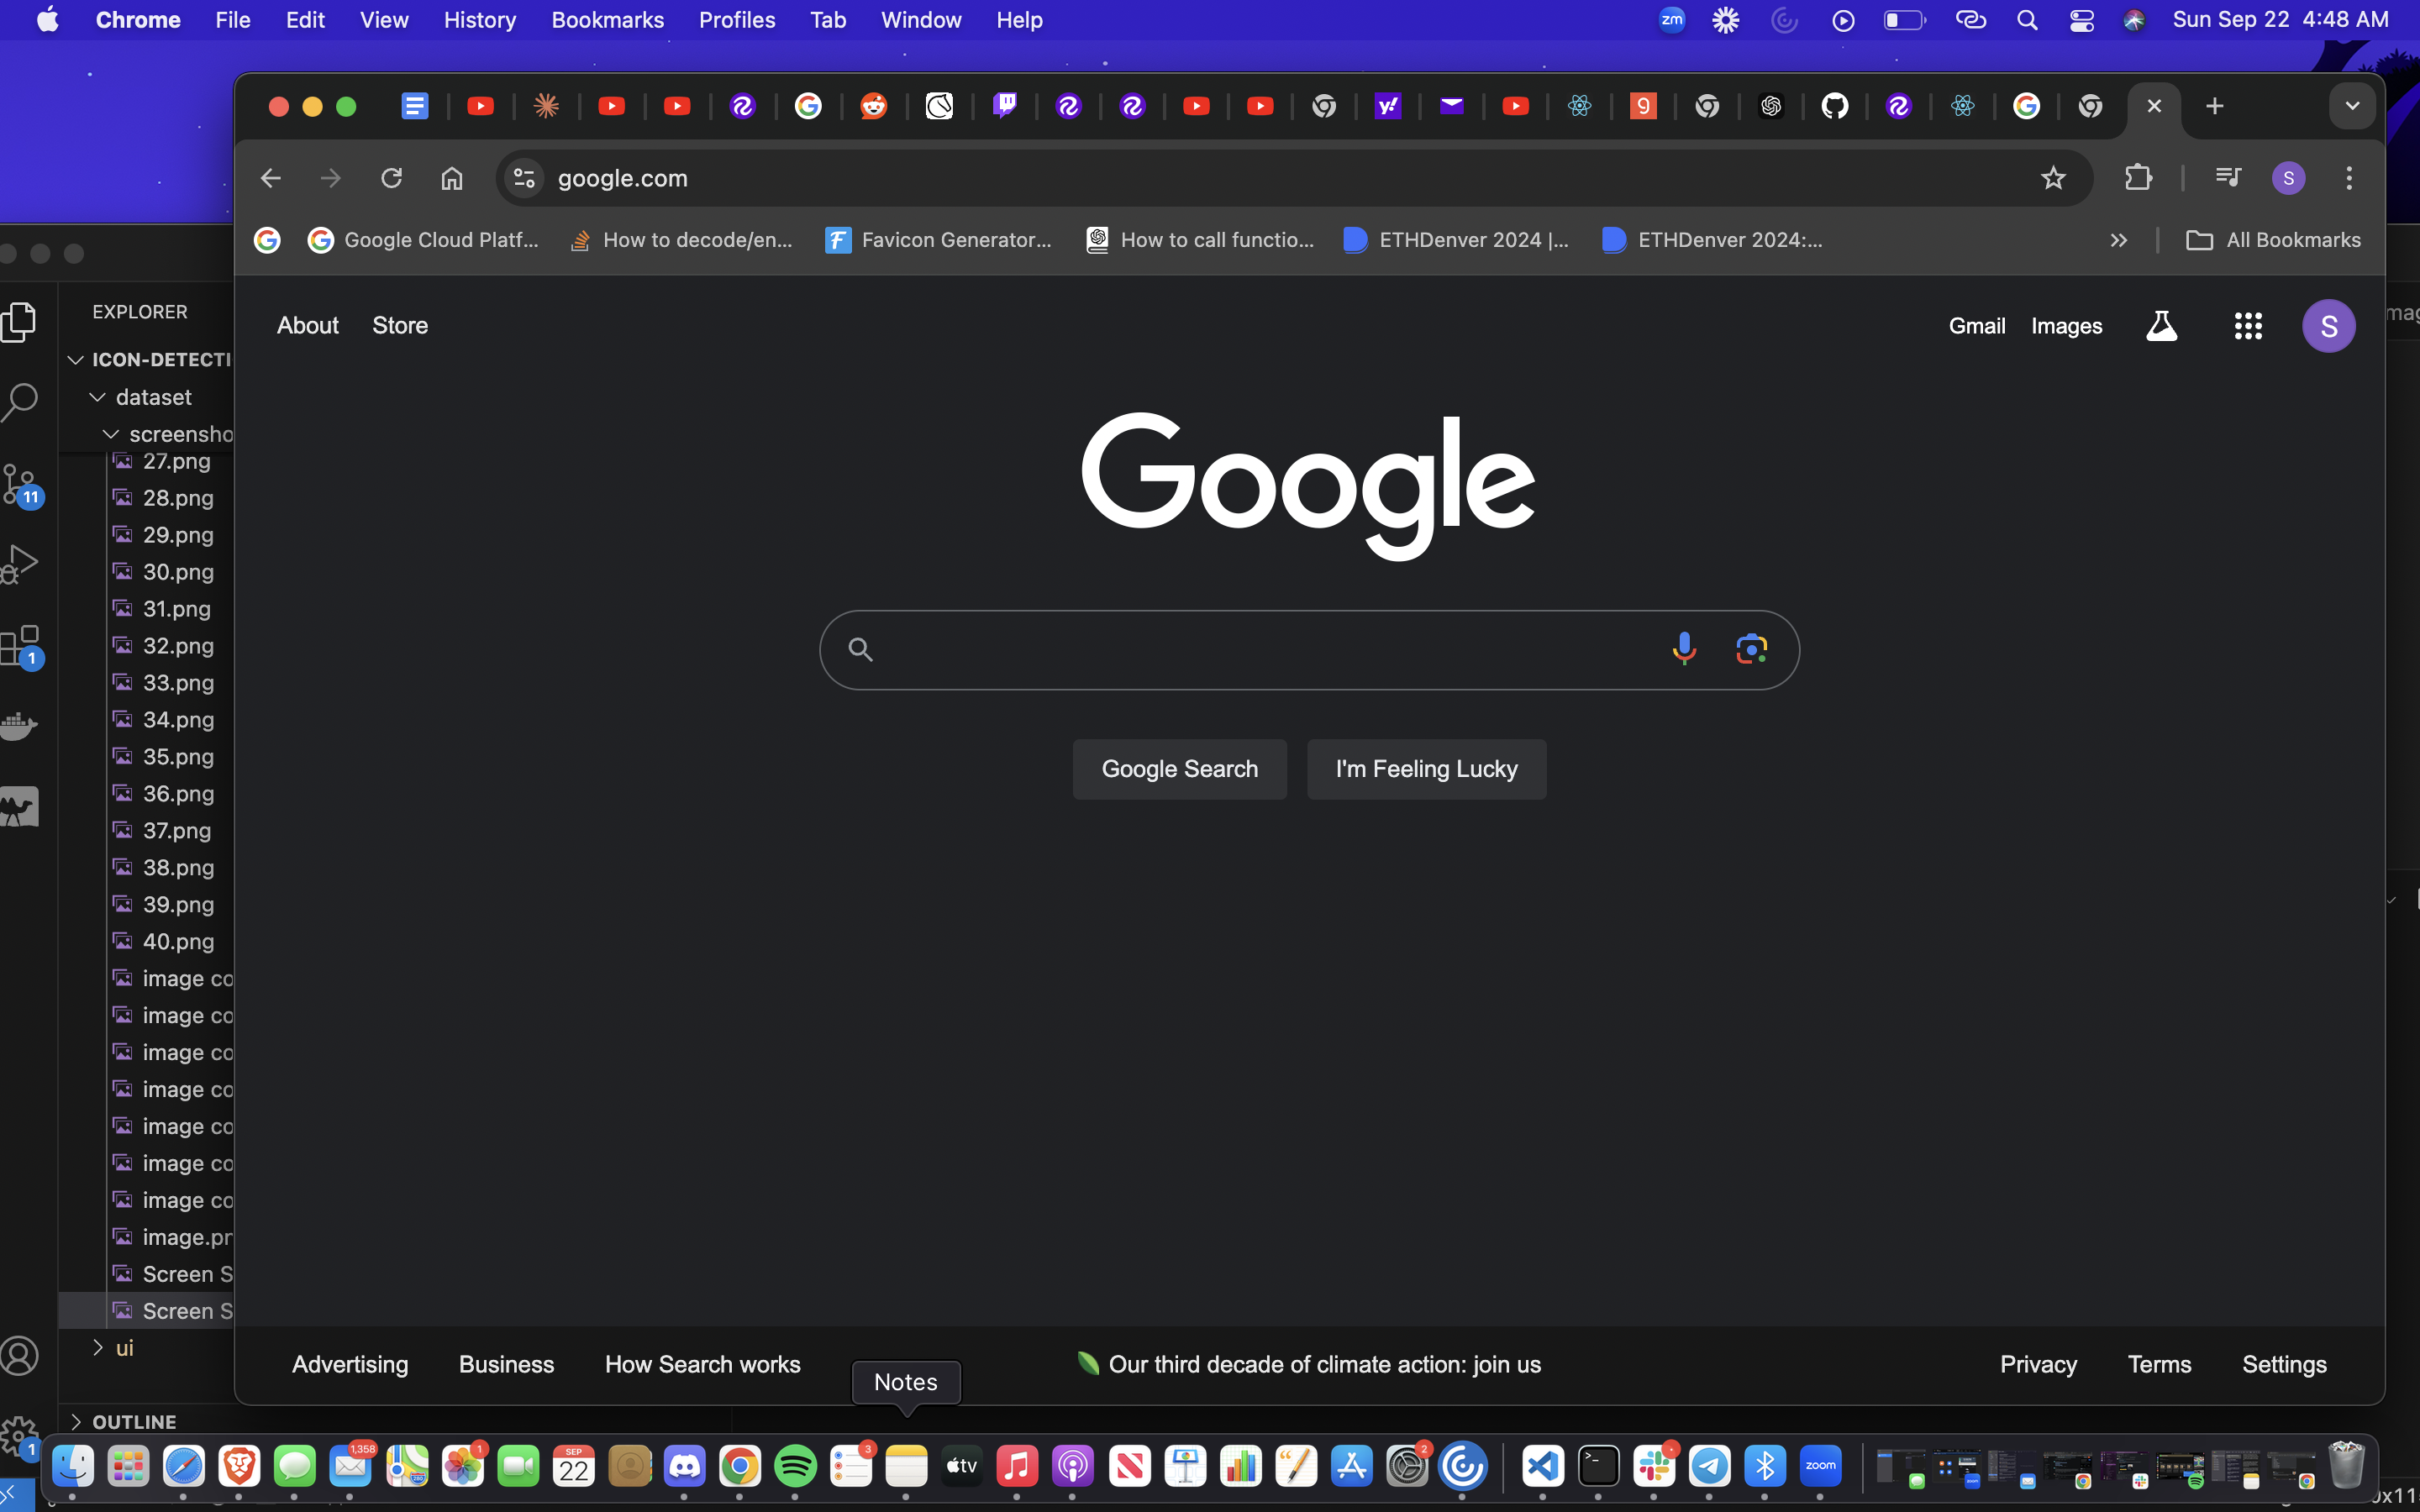 Chrome File Edit View History Bookmarks Profiles Tab Window Help
zm
Sun Sep 22 4:48 AM
google.com
S
Google Cloud Platf...
How to decode/en...
Favicon Generator...
How to call functio...
ETHDenver 2024 |...
ETHDenver 2024:...
All Bookmarks
EXPLORER
ICON-DETECTI
dataset
screensho
27.png
28.png
29.png
30.png
31.png
32.png
33.png
34.png
35.png
36.png
37.png
38.png
39.png
40.png
image co
image co
image co
image co
image co
image co
image co
image.pn
Screen S
Screen S
ui
OUTLINE
11
1
1
About Store
Gmail Images
S
Google
Google Search
I'm Feeling Lucky
Advertising Business How Search works
Our third decade of climate action: join us
Privacy Terms Settings
Notes
1,358
1
SEP
22
3
tv
2
zoom